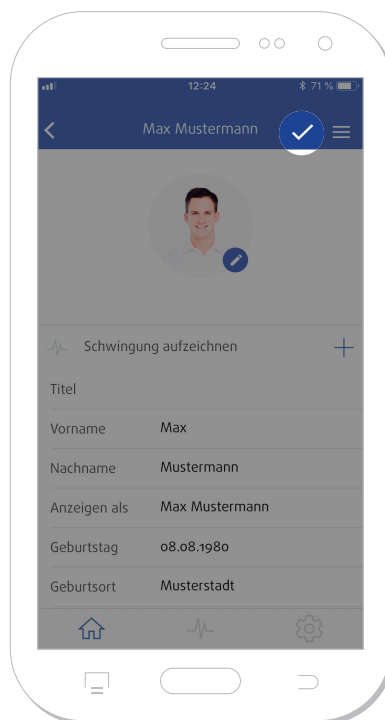 12:24 71 %
Max Mustermann
Schwingung aufzeichnen
Titel
Vorname Max
Nachname Mustermann
Anzeigen als Max Mustermann
Geburtstag 08.08.1980
Geburtsort Musterstadt